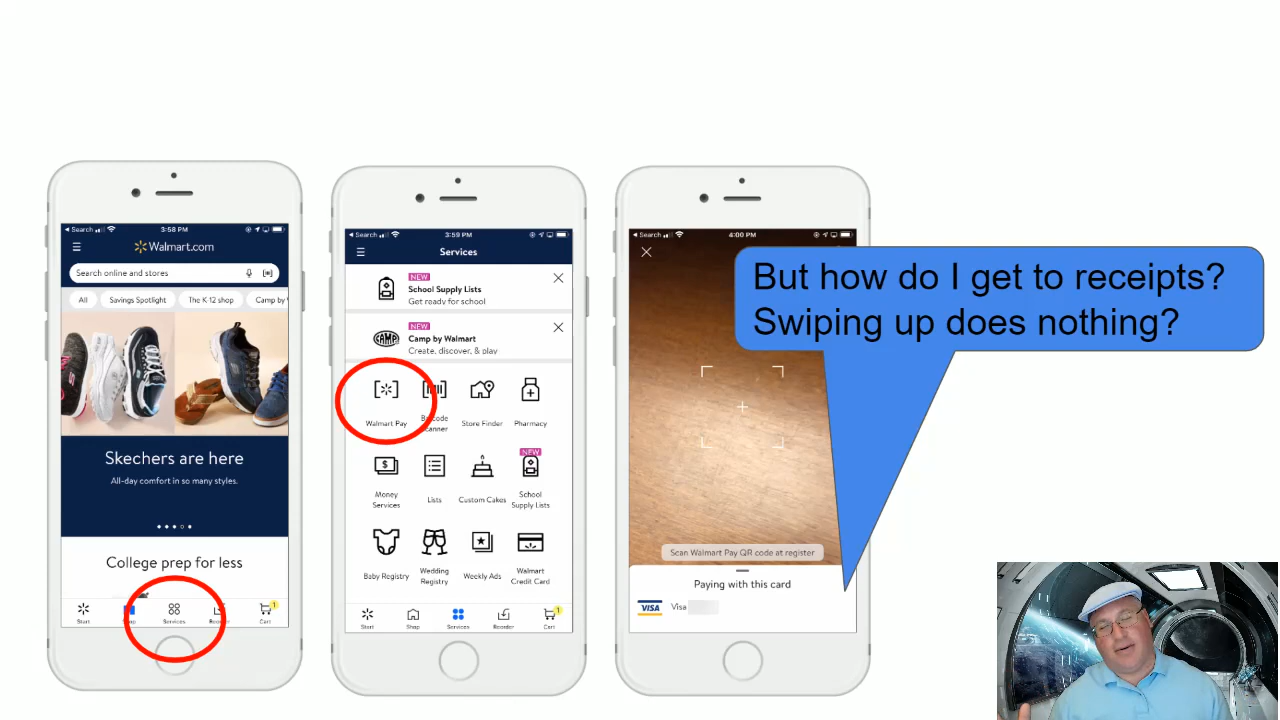 Search
3:58 PM
Walmart.com
Search online and stores
All
Savings Spotlight
The K-12 shop
Camp by
Skechers are here
All-day comfort in so many styles.
College prep for less
Start
Services
Cart
1
Search
3:59 PM
Services
NEW
School Supply Lists
Get ready for school
NEW
CAMP
Camp by Walmart
Create, discover, & play
Walmart Pay
Store Finder
Pharmacy
NEW
Money
Services
Lists
Custom Cakes
School
Supply Lists
Baby Registry
Wedding
Registry
Weekly Ads
Walmart
Credit Card
Start
Shop
Services
Reorder
Cart
1
Search
4:00 PM
But how do I get to receipts?
Swiping up does nothing?
Scan Walmart Pay QR code at register
Paying with this card
VISA
Visa